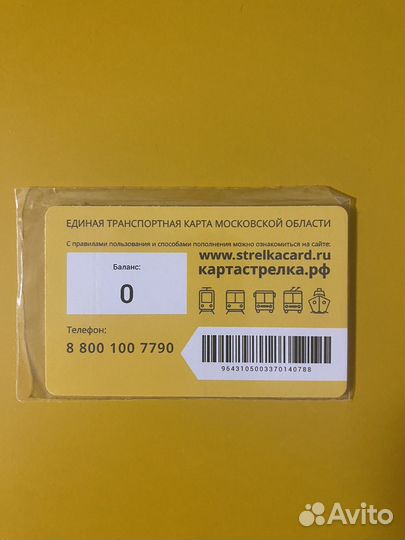 ЕДИНАЯ ТРАНСПОРТНАЯ КАРТА МОСКОВСКОЙ ОБЛАСТИ
С правилами пользования и способами пополнения можно ознакомиться на сайте:
www.strelkacard.ru
картастрелка.рф
Баланс:
0
Телефон:
8 800 100 7790
9643105003370140788
Avito